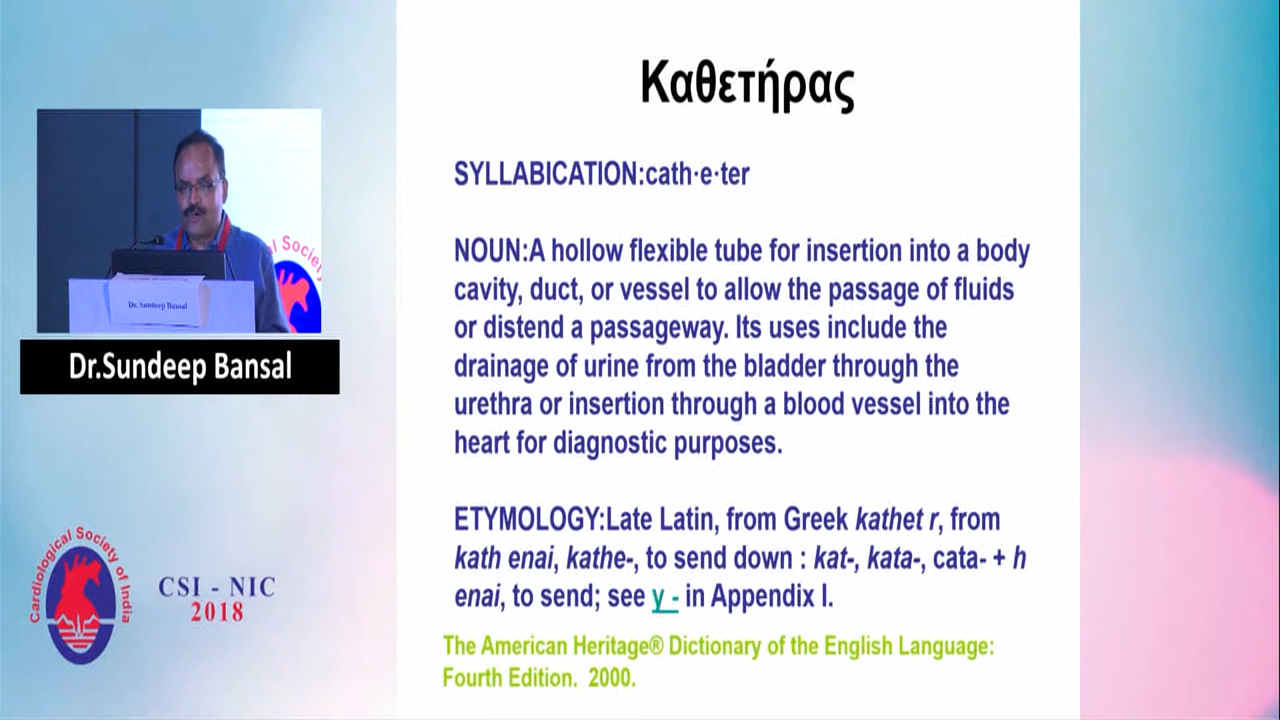 Καθετήρας
SYLLABICATION:cath·e·ter
NOUN:A hollow flexible tube for insertion into a body
cavity, duct, or vessel to allow the passage of fluids
or distend a passageway. Its uses include the
drainage of urine from the bladder through the
urethra or insertion through a blood vessel into the
heart for diagnostic purposes.
ETYMOLOGY:Late Latin, from Greek kathet r, from
kath enai, kathe-, to send down : kat-, kata-, cata- + h
enai, to send; see y - in Appendix I.
The American Heritage® Dictionary of the English Language:
Fourth Edition. 2000.
l Society
Dr. Sundeep Bansal
Dr.Sundeep Bansal
Cardiological Society of India
CSI - NIC
2018